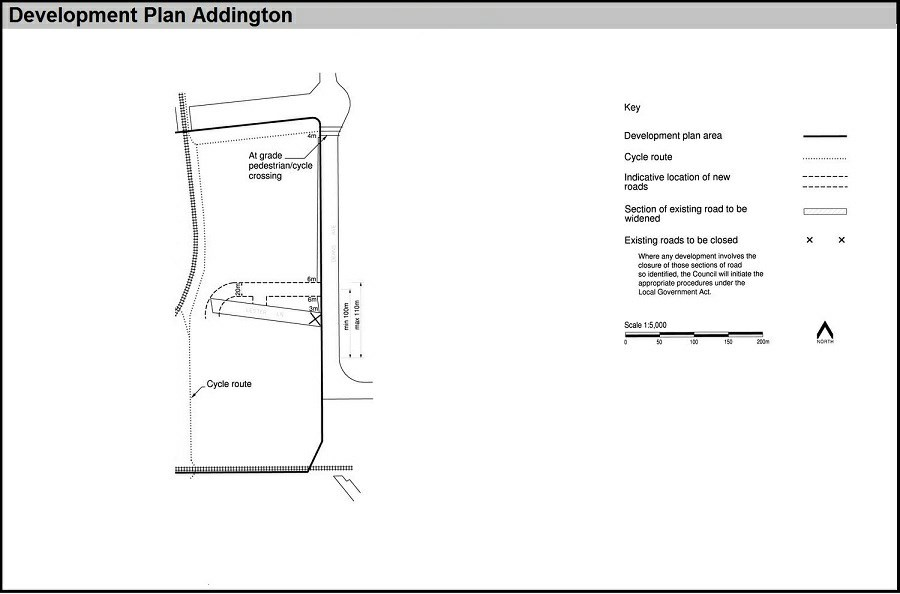 Development Plan Addington
4m
At grade
pedestrian/cycle
crossing
6m
20m
6m
3m
min 100m
max 110m
Cycle route
Key
Development plan area
Cycle route
Indicative location of new
roads
Section of existing road to be
widened
Existing roads to be closed
Where any development involves the
closure of those sections of road
so identified, the Council will initiate the
appropriate procedures under the
Local Government Act.
Scale 1:5,000
0 50 100 150 200m
NORTH